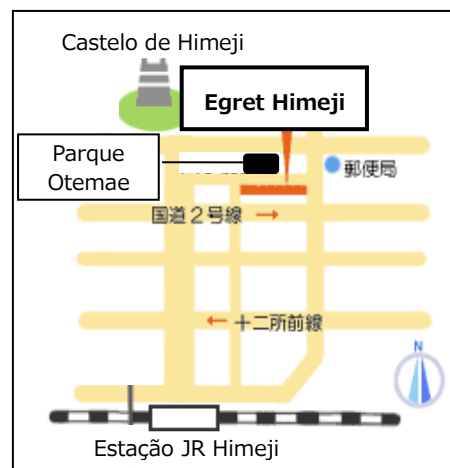 Castelo de Himeji
Egret Himeji
Parque
Otemae
郵便局
国道２号線 →
← 十二所前線
N
Estação JR Himeji